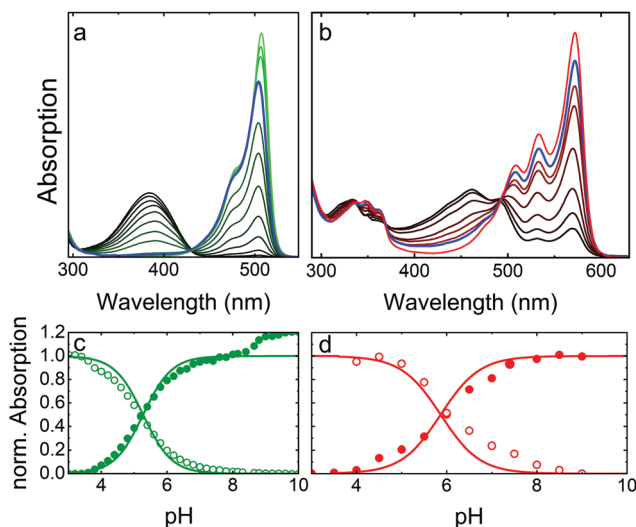 a
b
Absorption
300 400 500
300 400 500 600
Wavelength (nm)
Wavelength (nm)
c
d
norm. Absorption
1.2
1.0
0.8
0.6
0.4
0.2
0.0
4 6 8 10
4 6 8 10
pH
pH